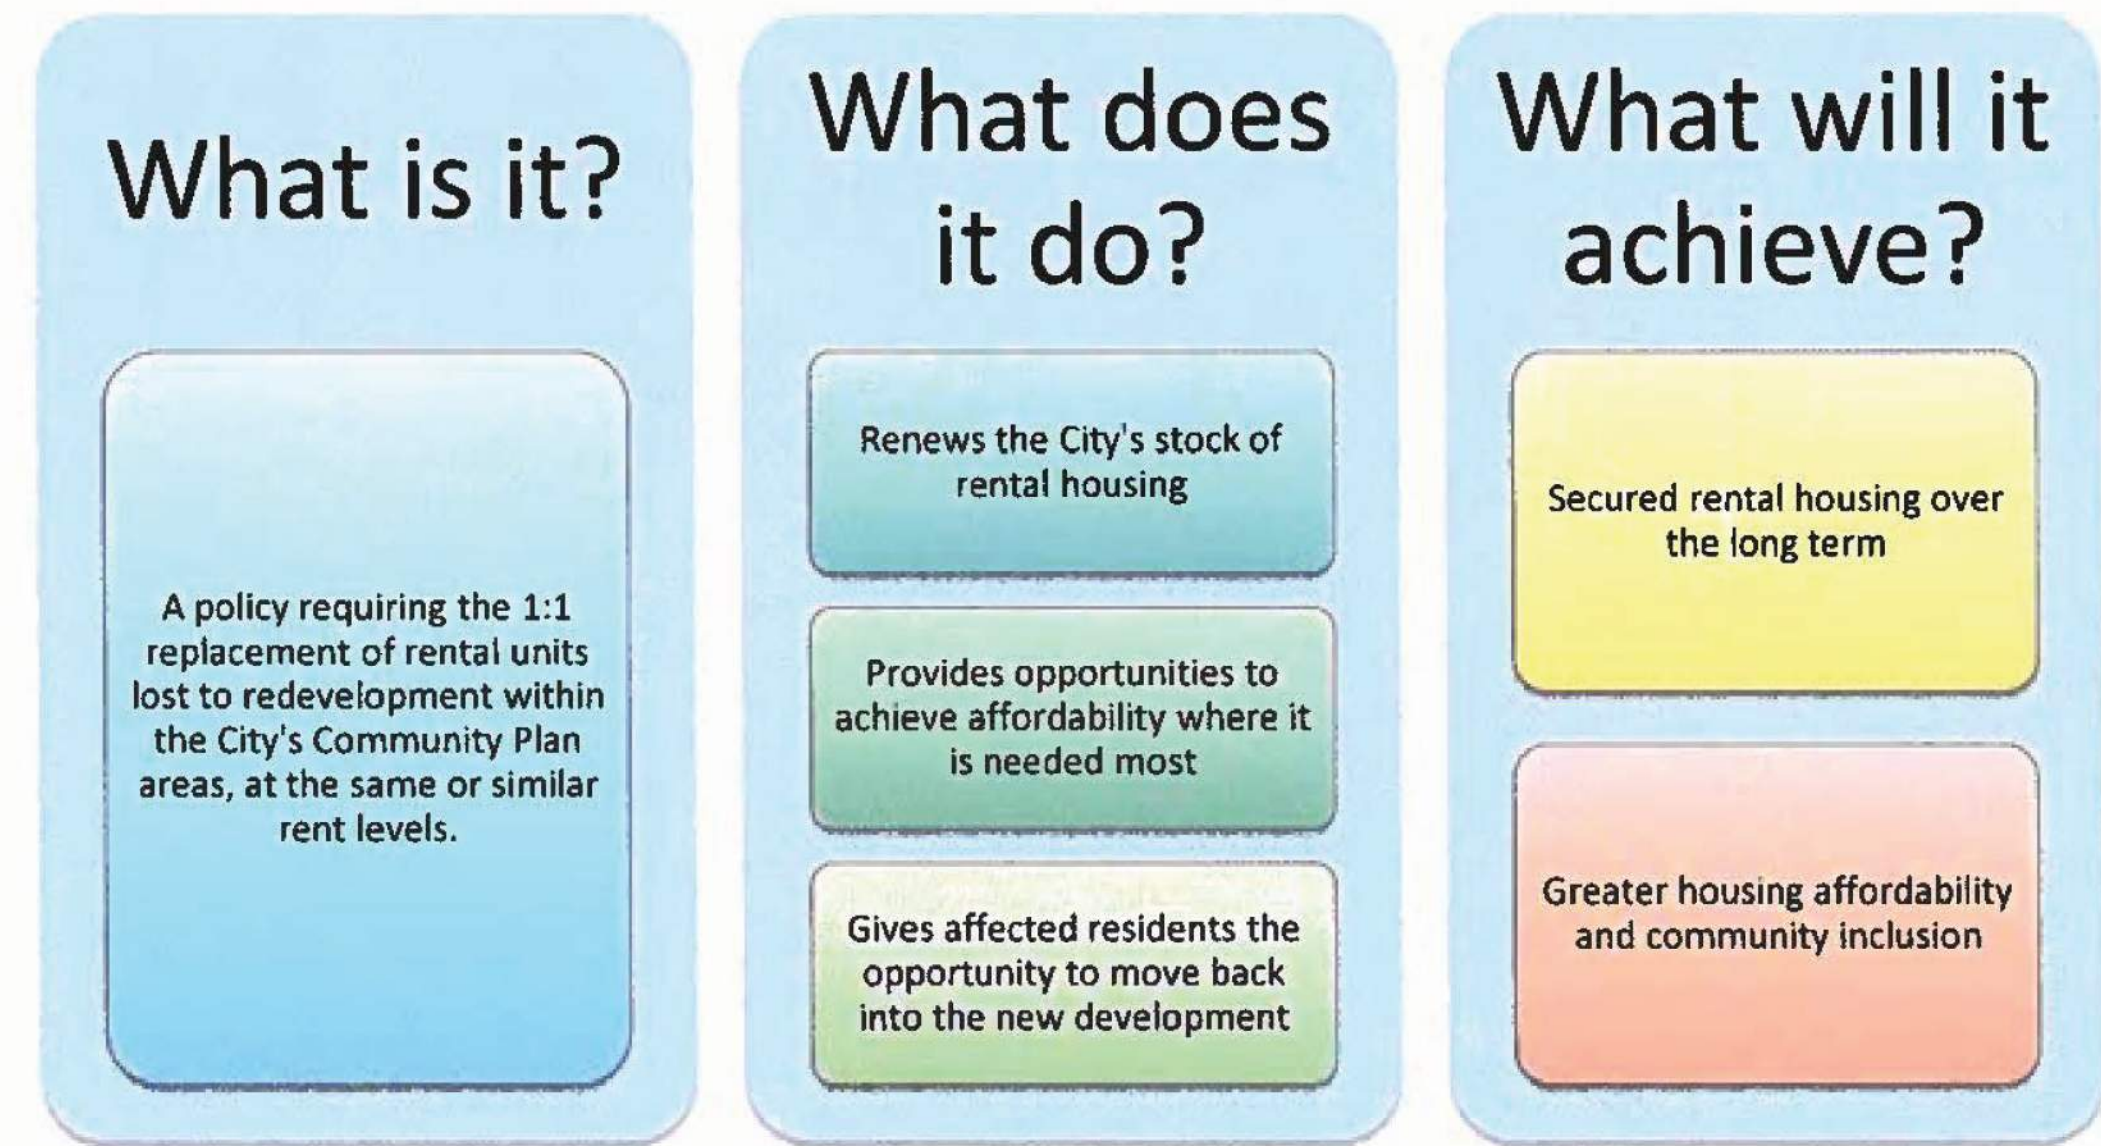 What is it?
A policy requiring the 1:1
replacement of rental units
lost to redevelopment within
the City's Community Plan
areas, at the same or similar
rent levels.
What does
it do?
Renews the City's stock of
rental housing
Provides opportunities to
achieve affordability where it
is needed most
Gives affected residents the
opportunity to move back
into the new development
What will it
achieve?
Secured rental housing over
the long term
Greater housing affordability
and community inclusion